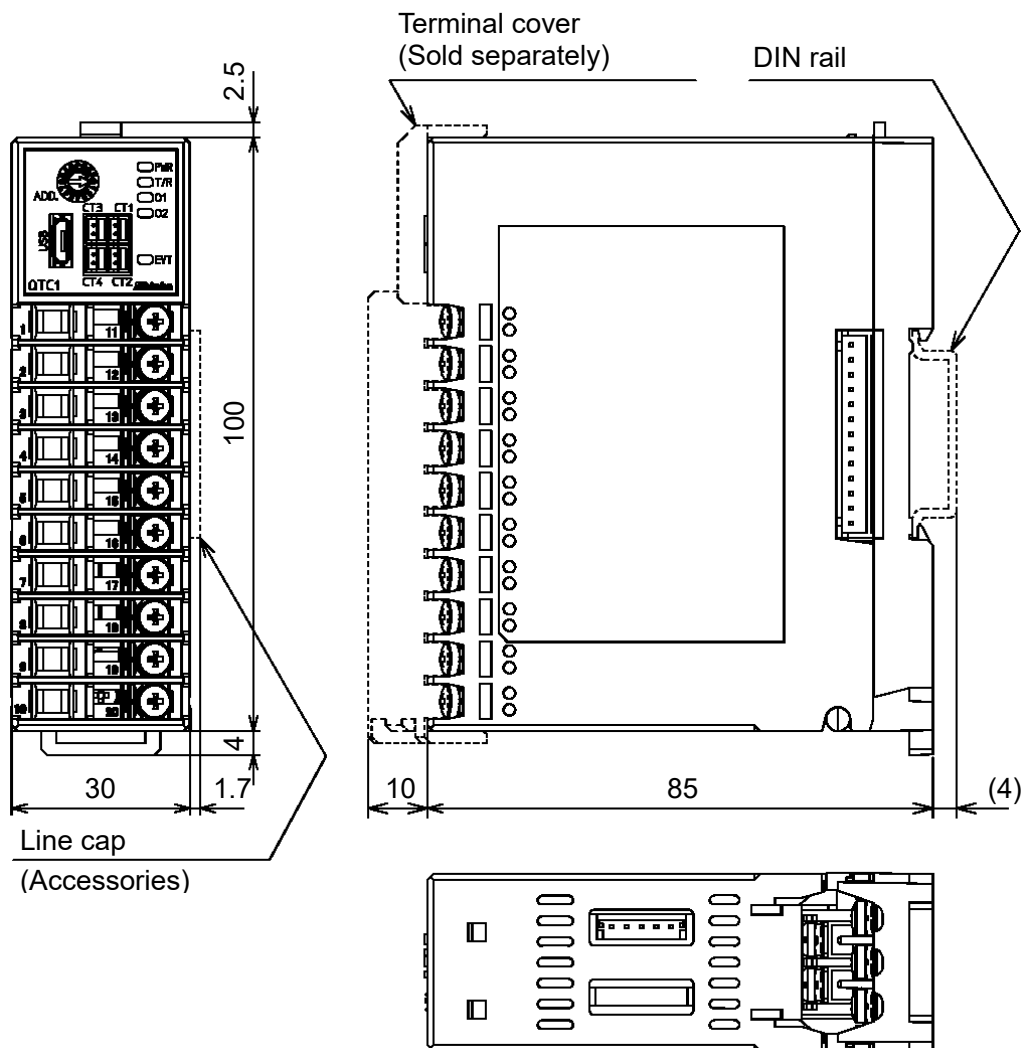 Terminal cover
(Sold separately)
DIN rail
2.5
PWR
T/R
O1
O2
ADD.
CT3 CT1
USB
EVT
CT4 CT2
QTC1
1 11
2 12
3 13
4 14
5 15
6 16
7 17
8 18
9 19
10 20
100
4
30
1.7
10
85
(4)
Line cap
(Accessories)